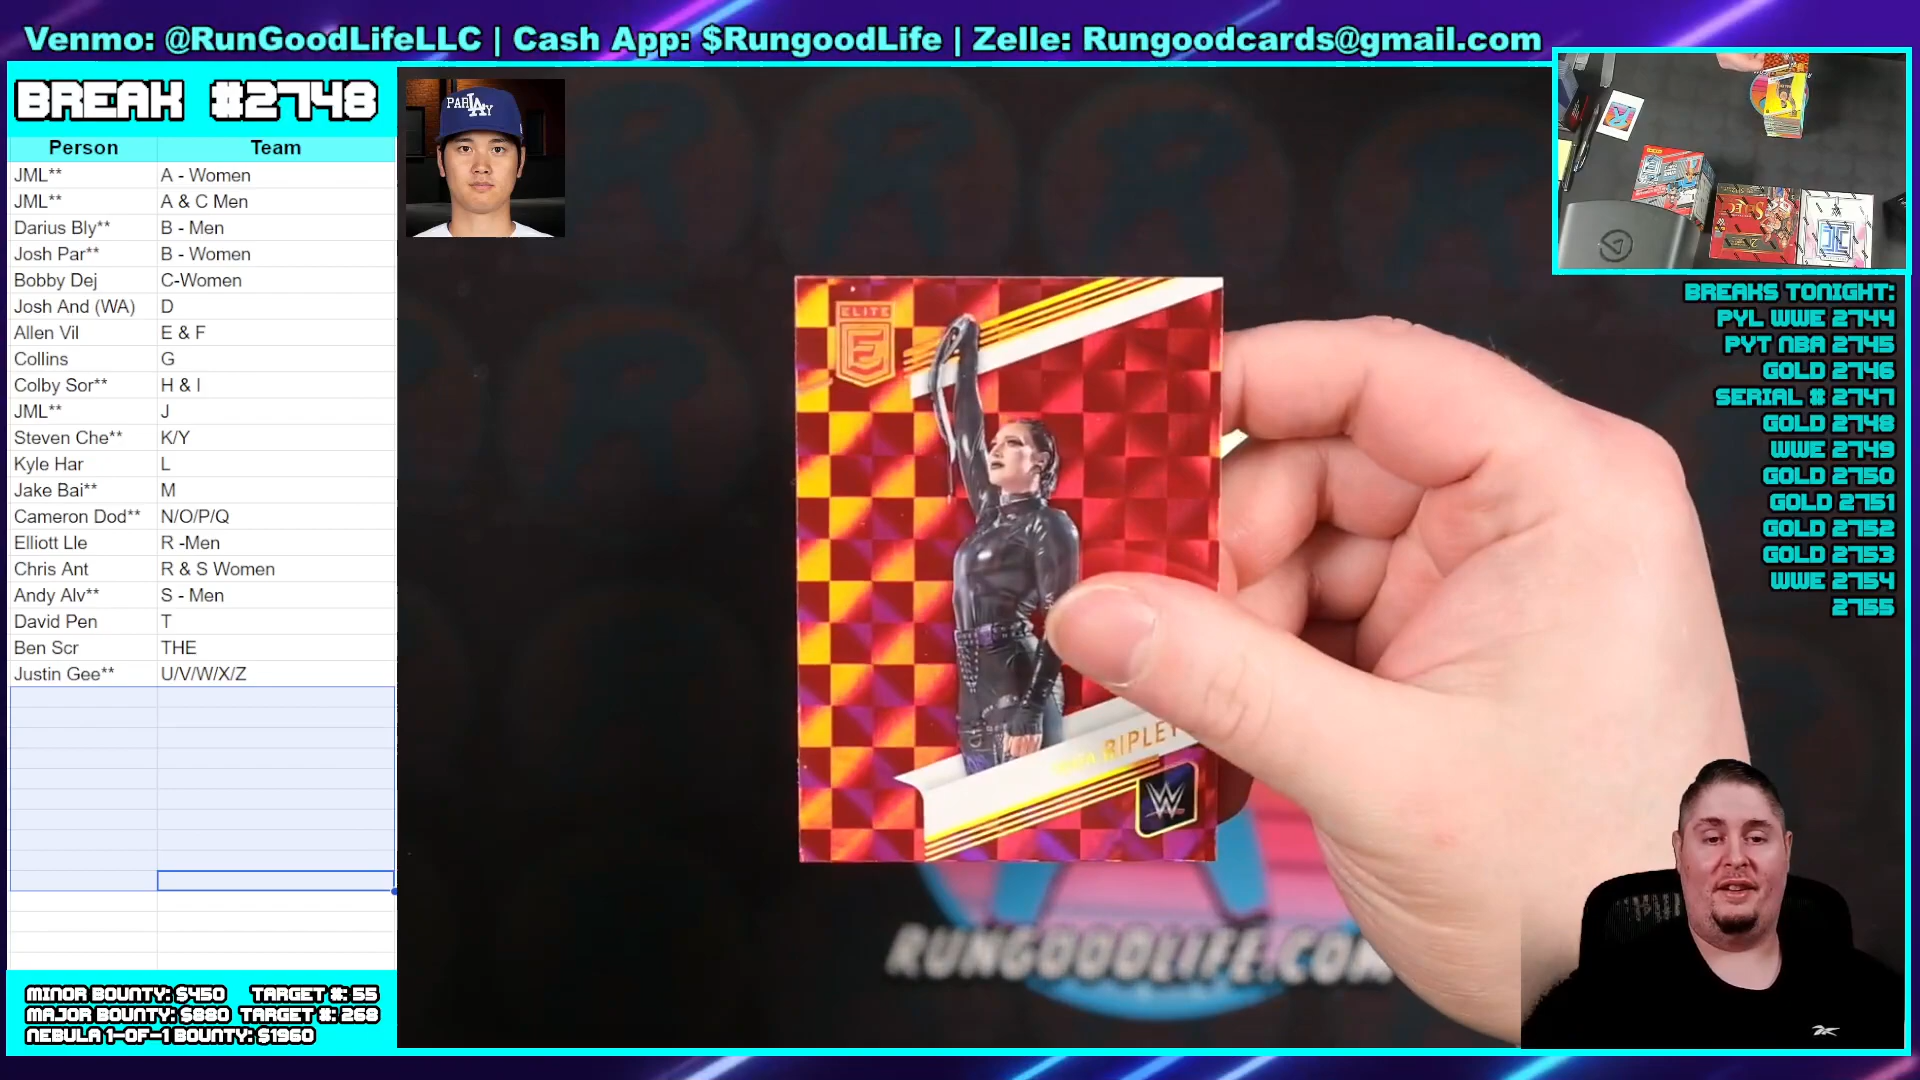 Venmo: @RunGoodLifeLLC | Cash App: $RungoodLife | Zelle: Rungoodcards@gmail.com
BREAK #2748
Person Team
JML** A - Women
JML** A & C Men
Darius Bly** B - Men
Josh Par** B - Women
Bobby Dej C-Women
Josh And (WA) D
Allen Vil E & F
Collins G
Colby Sor** H & I
JML** J
Steven Che** K/Y
Kyle Har L
Jake Bai** M
Cameron Dod** N/O/P/Q
Elliott Lle R -Men
Chris Ant R & S Women
Andy Alv** S - Men
David Pen T
Ben Scr THE
Justin Gee** U/V/W/X/Z
MINOR BOUNTY: $450 TARGET #: 55
MAJOR BOUNTY: $880 TARGET #: 268
NEBULA 1-OF-1 BOUNTY: $1960
PARLAY
ELITE
E
RIPLEY
W
RUNGOODLIFE.COM
BREAKS TONIGHT:
PYL WWE 2744
PYT NBA 2745
GOLD 2746
SERIAL # 2747
GOLD 2748
WWE 2749
GOLD 2750
GOLD 2751
GOLD 2752
GOLD 2753
WWE 2754
2755